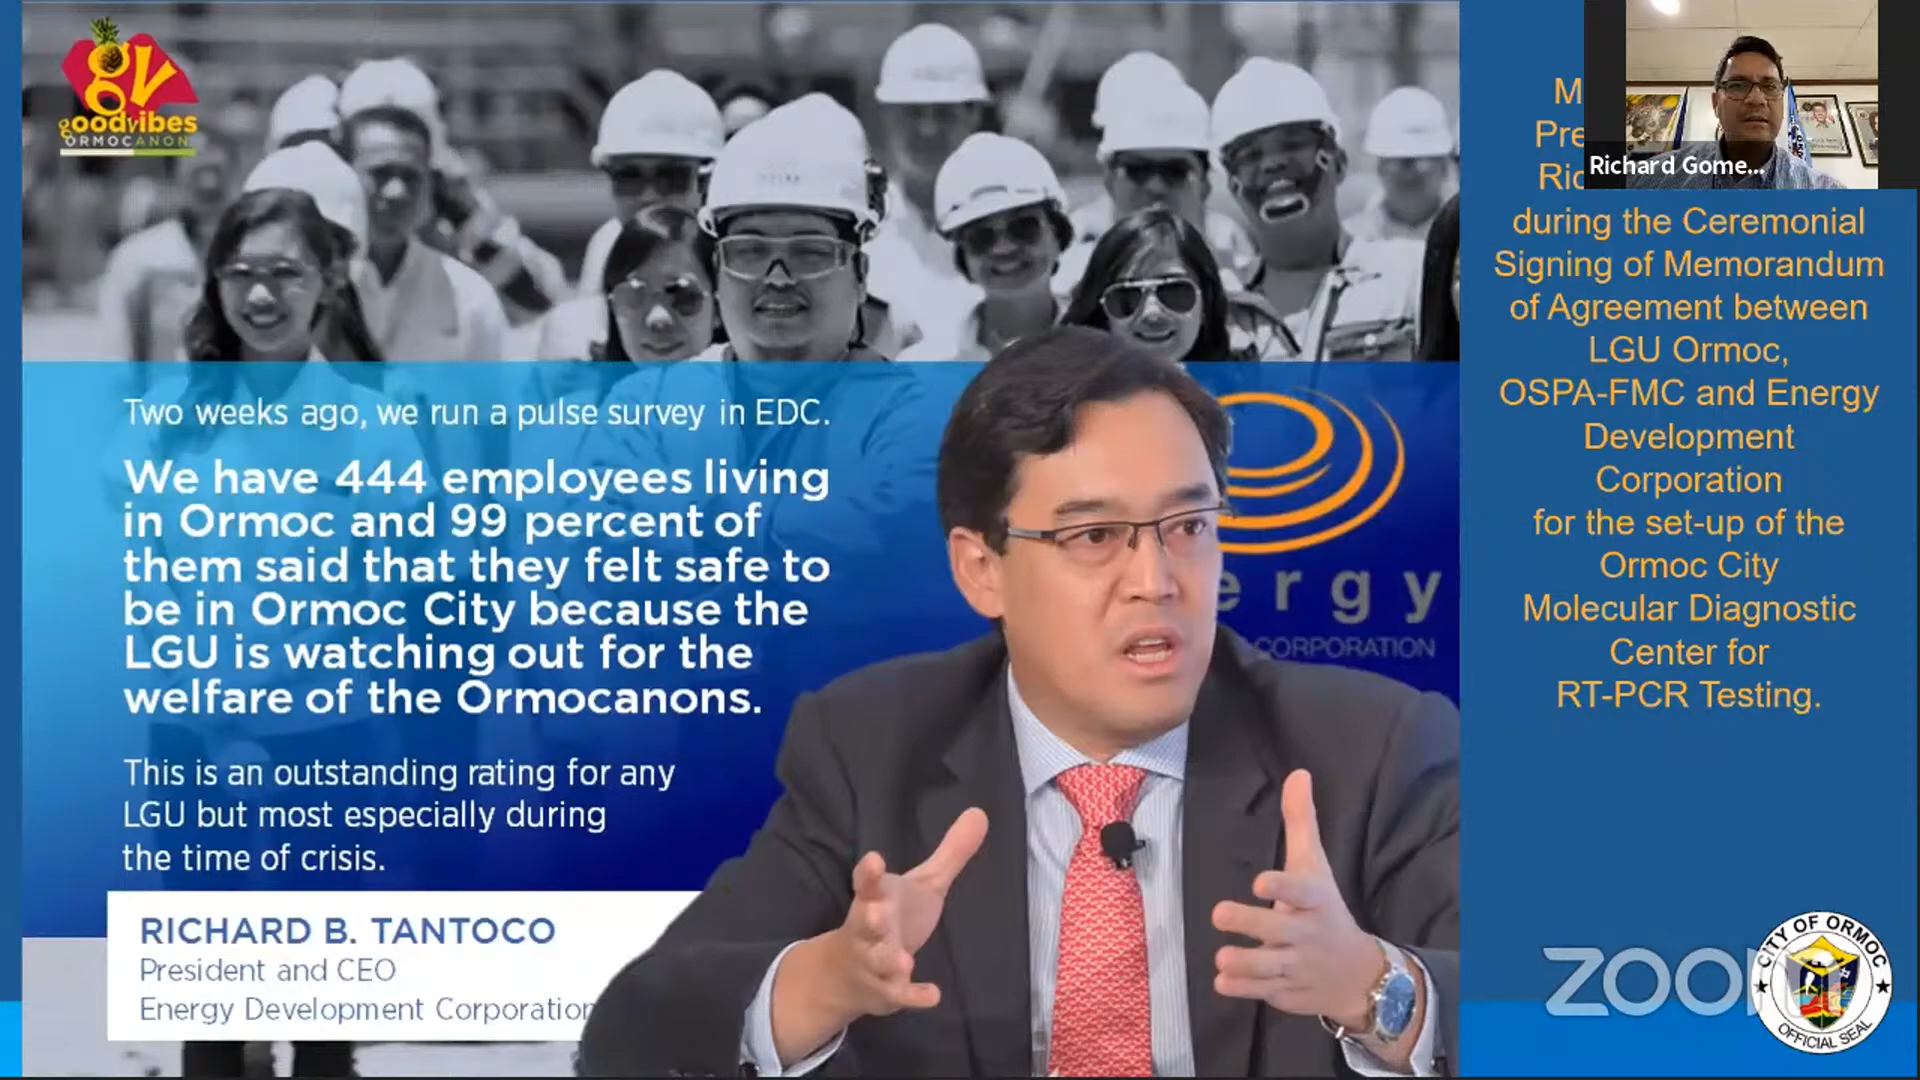 gv
goodvibes
ORMOCANON
Two weeks ago, we run a pulse survey in EDC.
We have 444 employees living
in Ormoc and 99 percent of
them said that they felt safe to
be in Ormoc City because the
LGU is watching out for the
welfare of the Ormocanons.
This is an outstanding rating for any
LGU but most especially during
the time of crisis.
RICHARD B. TANTOCO
President and CEO
Energy Development Corporation
ergy
CORPORATION
Richard Gome...
during the Ceremonial
Signing of Memorandum
of Agreement between
LGU Ormoc,
OSPA-FMC and Energy
Development
Corporation
for the set-up of the
Ormoc City
Molecular Diagnostic
Center for
RT-PCR Testing.
zoom
CITY OF ORMOC
OFFICIAL SEAL